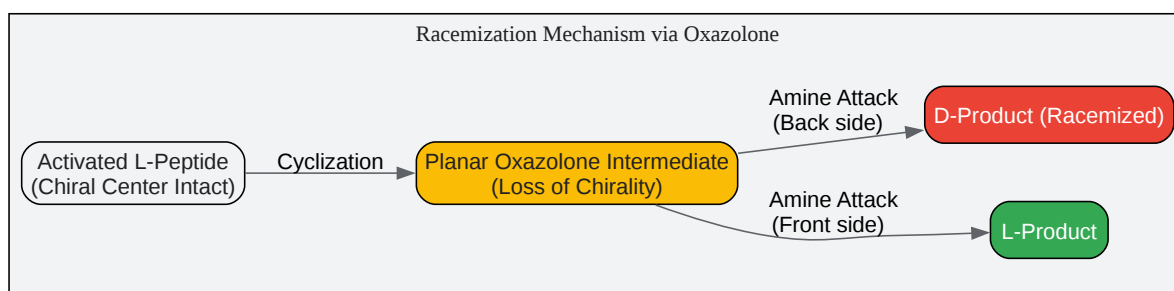 Racemization Mechanism via Oxazolone
Activated L-Peptide
(Chiral Center Intact)
Cyclization
Planar Oxazolone Intermediate
(Loss of Chirality)
Amine Attack
(Back side)
D-Product (Racemized)
Amine Attack
(Front side)
L-Product